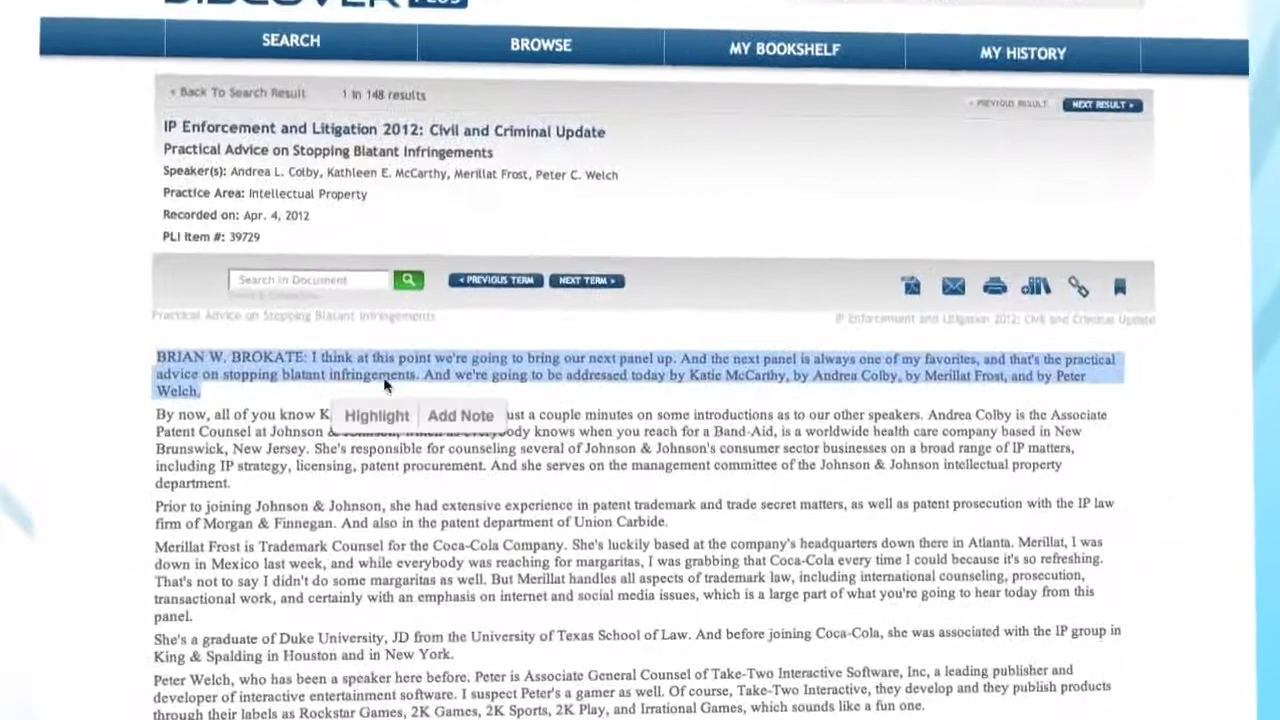 DISCOVER PLUS
SEARCH BROWSE MY BOOKSHELF MY HISTORY
« Back To Search Result 1 in 148 results « PREVIOUS RESULT NEXT RESULT »
IP Enforcement and Litigation 2012: Civil and Criminal Update
Practical Advice on Stopping Blatant Infringements
Speaker(s): Andrea L. Colby, Kathleen E. McCarthy, Merillat Frost, Peter C. Welch
Practice Area: Intellectual Property
Recorded on: Apr. 4, 2012
PLI Item #: 39729
Search in Document « PREVIOUS TERM NEXT TERM »
Practical Advice on Stopping Blatant Infringements IP Enforcement and Litigation 2012: Civil and Criminal Update
BRIAN W. BROKATE: I think at this point we're going to bring our next panel up. And the next panel is always one of my favorites, and that's the practical
advice on stopping blatant infringements. And we're going to be addressed today by Katie McCarthy, by Andrea Colby, by Merillat Frost, and by Peter
Welch.
Highlight Add Note
By now, all of you know K ust a couple minutes on some introductions as to our other speakers. Andrea Colby is the Associate
Patent Counsel at Johnson & body knows when you reach for a Band-Aid, is a worldwide health care company based in New
Brunswick, New Jersey. She's responsible for counseling several of Johnson & Johnson's consumer sector businesses on a broad range of IP matters,
including IP strategy, licensing, patent procurement. And she serves on the management committee of the Johnson & Johnson intellectual property
department.
Prior to joining Johnson & Johnson, she had extensive experience in patent trademark and trade secret matters, as well as patent prosecution with the IP law
firm of Morgan & Finnegan. And also in the patent department of Union Carbide.
Merillat Frost is Trademark Counsel for the Coca-Cola Company. She's luckily based at the company's headquarters down there in Atlanta. Merillat, I was
down in Mexico last week, and while everybody was reaching for margaritas, I was grabbing that Coca-Cola every time I could because it's so refreshing.
That's not to say I didn't do some margaritas as well. But Merillat handles all aspects of trademark law, including international counseling, prosecution,
transactional work, and certainly with an emphasis on internet and social media issues, which is a large part of what you're going to hear today from this
panel.
She's a graduate of Duke University, JD from the University of Texas School of Law. And before joining Coca-Cola, she was associated with the IP group in
King & Spalding in Houston and in New York.
Peter Welch, who has been a speaker here before. Peter is Associate General Counsel of Take-Two Interactive Software, Inc, a leading publisher and
developer of interactive entertainment software. I suspect Peter's a gamer as well. Of course, Take-Two Interactive, they develop and they publish products
through their labels as Rockstar Games, 2K Games, 2K Sports, 2K Play, and Irrational Games, which sounds like a fun one.